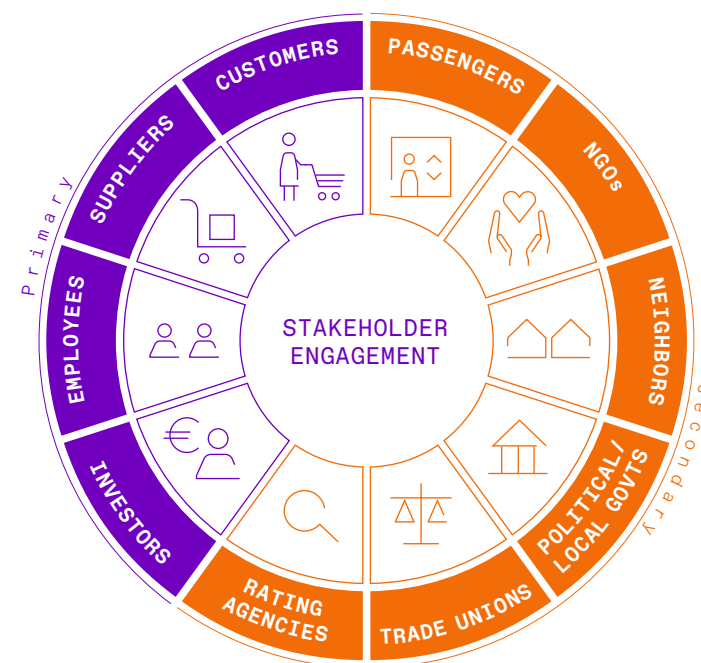 Primary
CUSTOMERS
PASSENGERS
SUPPLIERS
NGOs
EMPLOYEES
STAKEHOLDER
ENGAGEMENT
NEIGHBORS
Secondary
INVESTORS
POLITICAL/
LOCAL GOVTS
RATING
AGENCIES
TRADE UNIONS